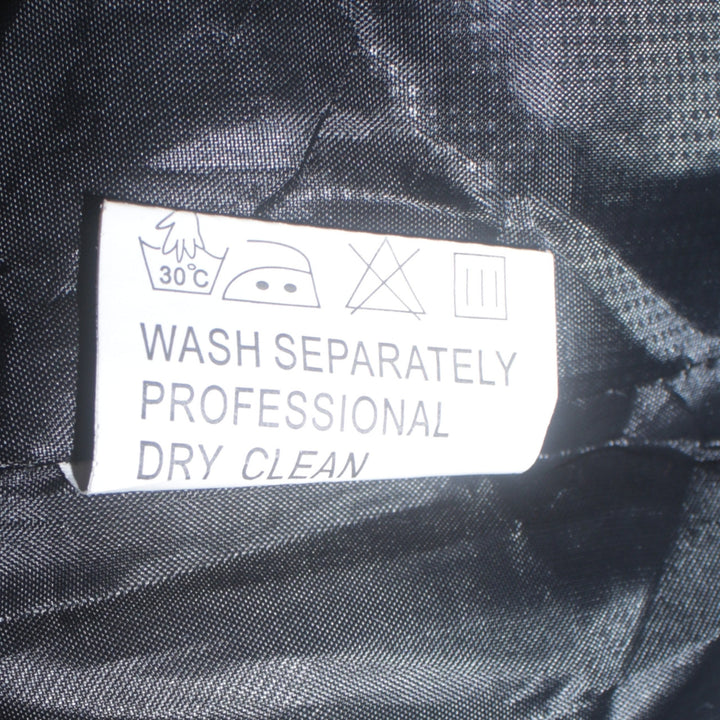 30°C
WASH SEPARATELY
PROFESSIONAL
DRY CLEAN